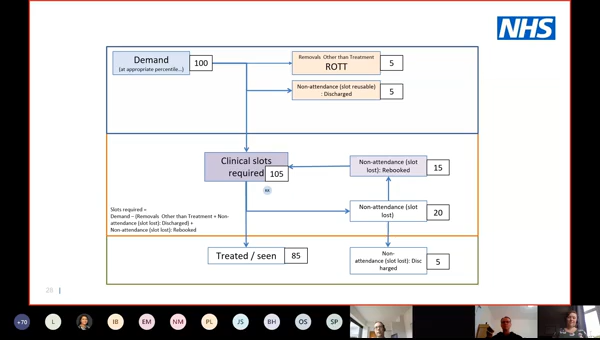 NHS
Demand
(at appropriate percentile...)
100
Removals Other than Treatment
ROTT
5
Non-attendance (slot reusable)
: Discharged
5
Clinical slots
required
105
KK
Non-attendance (slot
lost): Rebooked
15
Slots required =
Demand – (Removals Other than Treatment + Non-
attendance (slot lost): Discharged) +
Non-attendance (slot lost): Rebooked
Non-attendance (slot
lost)
20
Treated / seen
85
Non-
attendance (slot lost): Disc
harged
5
28 |
+70
L
IB
EM
NM
PL
JS
BH
OS
SP